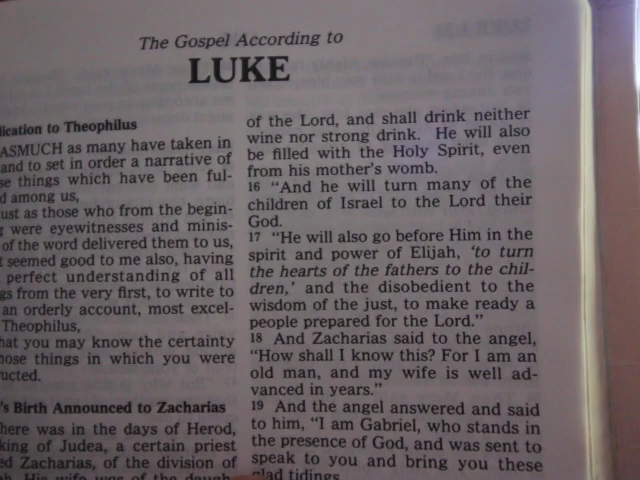 The Gospel According to
LUKE
lication to Theophilus
ASMUCH as many have taken in
and to set in order a narrative of
se things which have been ful-
d among us,
ust as those who from the begin-
g were eyewitnesses and minis-
of the word delivered them to us,
t seemed good to me also, having
perfect understanding of all
gs from the very first, to write to
an orderly account, most excel-
Theophilus,
hat you may know the certainty
hose things in which you were
ucted.
's Birth Announced to Zacharias
here was in the days of Herod,
king of Judea, a certain priest
ed Zacharias, of the division of
h. His wife was of the daugh-
of the Lord, and shall drink neither
wine nor strong drink. He will also
be filled with the Holy Spirit, even
from his mother's womb.
16 “And he will turn many of the
children of Israel to the Lord their
God.
17 “He will also go before Him in the
spirit and power of Elijah, ‘to turn
the hearts of the fathers to the chil-
dren,’ and the disobedient to the
wisdom of the just, to make ready a
people prepared for the Lord.”
18 And Zacharias said to the angel,
“How shall I know this? For I am an
old man, and my wife is well ad-
vanced in years.”
19 And the angel answered and said
to him, “I am Gabriel, who stands in
the presence of God, and was sent to
speak to you and bring you these
glad tidings.